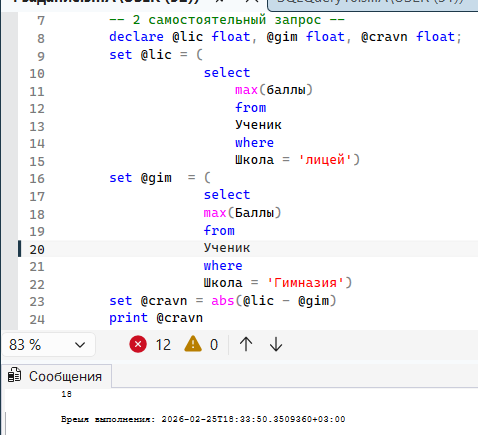 7 -- 2 самостоятельный запрос --
8 declare @lic float, @gim float, @cravn float;
9 set @lic = (
10 select
11 max(баллы)
12 from
13 Ученик
14 where
15 Школа = 'лицей')
16 set @gim = (
17 select
18 max(Баллы)
19 from
20 Ученик
21 where
22 Школа = 'Гимназия')
23 set @cravn = abs(@lic - @gim)
24 print @cravn
83 % 12 0
Сообщения
18
Время выполнения: 2026-02-25T18:33:50.3509360+03:00